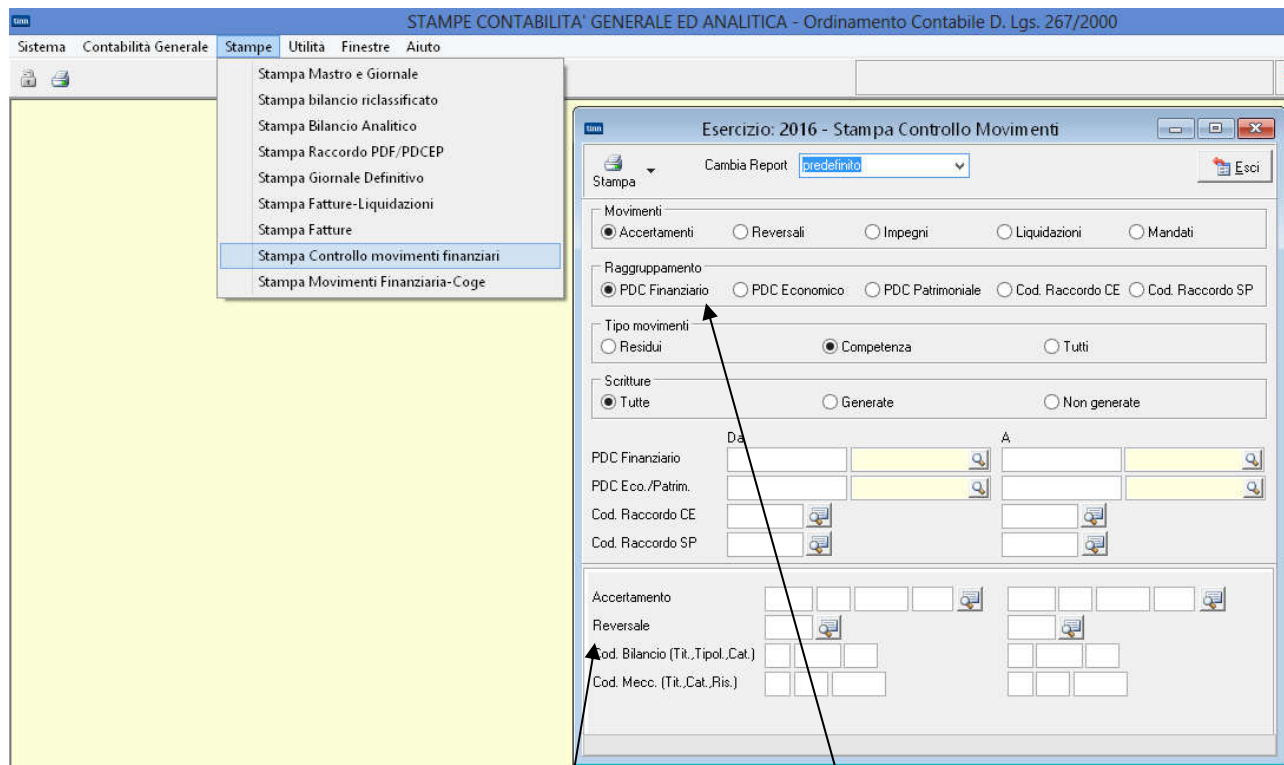 tinn STAMPE CONTABILITA' GENERALE ED ANALITICA - Ordinamento Contabile D. Lgs. 267/2000
Sistema Contabilità Generale Stampe Utilità Finestre Aiuto
Stampa Mastro e Giornale
Stampa bilancio riclassificato
Stampa Bilancio Analitico
Stampa Raccordo PDF/PDCEP
Stampa Giornale Definitivo
Stampa Fatture-Liquidazioni
Stampa Fatture
Stampa Controllo movimenti finanziari
Stampa Movimenti Finanziaria-Coge
tinn Esercizio: 2016 - Stampa Controllo Movimenti
Stampa Cambia Report predefinito Esci
Movimenti
Accertamenti Reversali Impegni Liquidazioni Mandati
Raggruppamento
PDC Finanziario PDC Economico PDC Patrimoniale Cod. Raccordo CE Cod. Raccordo SP
Tipo movimenti
Residui Competenza Tutti
Scritture
Tutte Generate Non generate
Da A
PDC Finanziario
PDC Eco./Patrim.
Cod. Raccordo CE
Cod. Raccordo SP
Accertamento
Reversale
Cod. Bilancio (Tit.,Tipol.,Cat.)
Cod. Mecc. (Tit.,Cat.,Ris.)